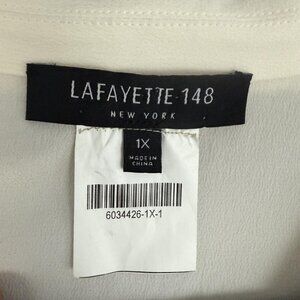 LAFAYETTE 148
NEW YORK
1X
MADE IN
CHINA
6034426-1X-1